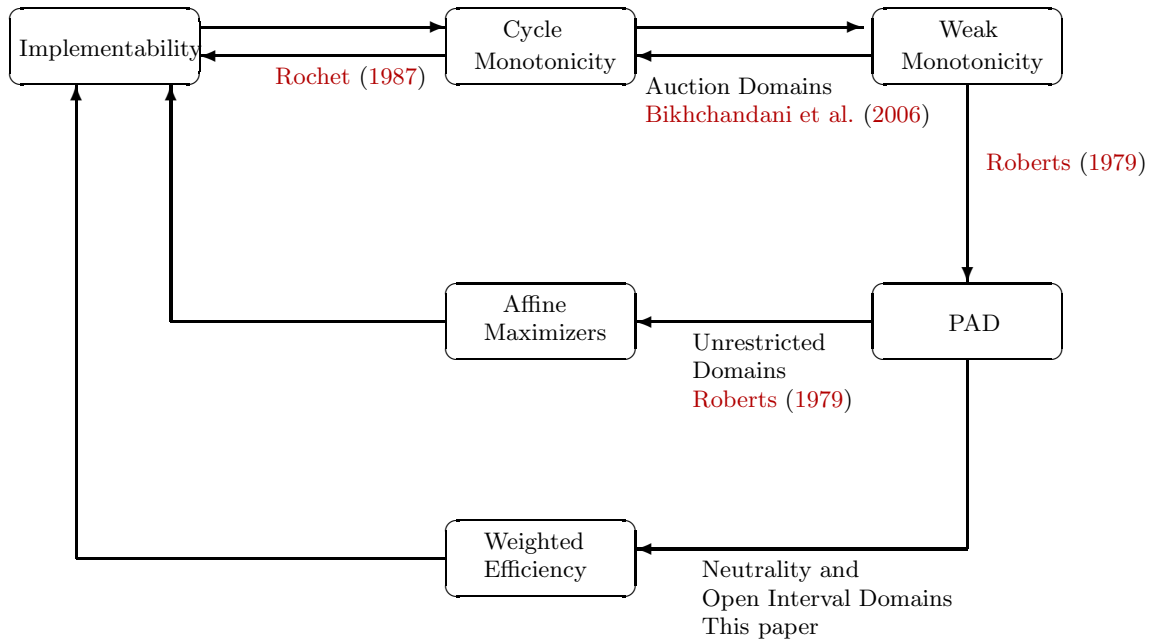 Implementability
Cycle
Monotonicity
Weak
Monotonicity
Rochet (1987)
Auction Domains
Bikhchandani et al. (2006)
Roberts (1979)
Affine
Maximizers
PAD
Unrestricted
Domains
Roberts (1979)
Weighted
Efficiency
Neutrality and
Open Interval Domains
This paper